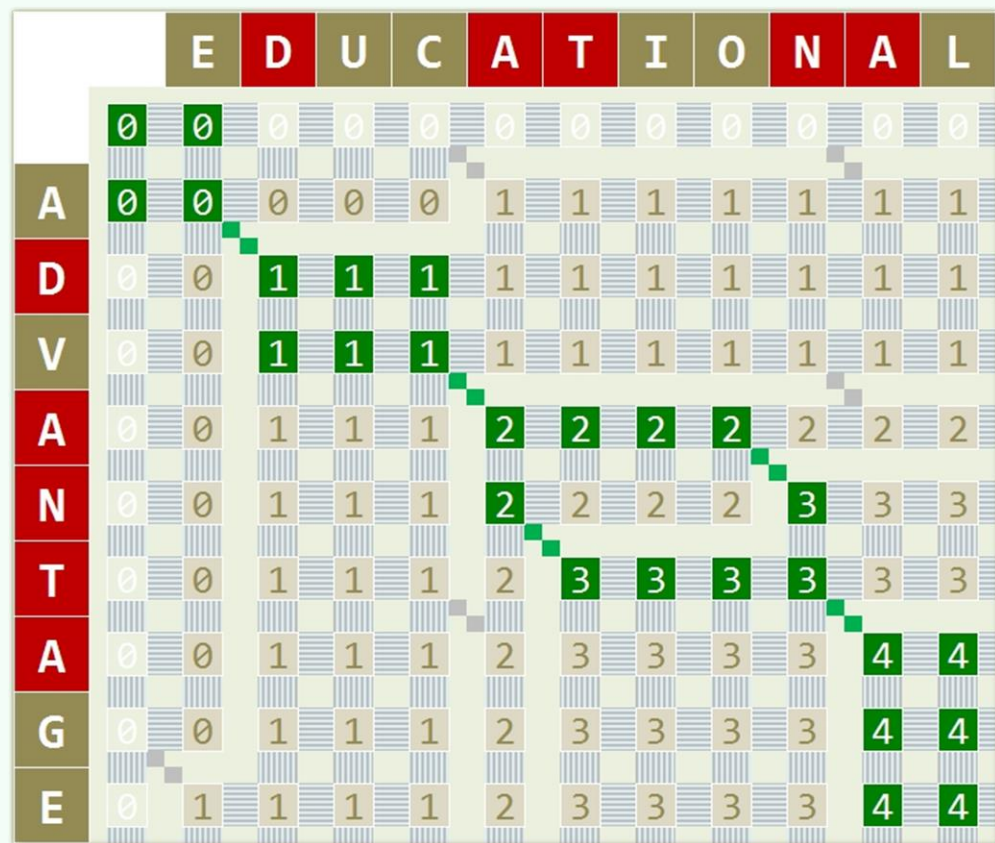 E D U C A T I O N A L
0 0 0 0 0 0 0 0 0 0 0 0
A 0 0 0 0 0 1 1 1 1 1 1 1
D 0 0 1 1 1 1 1 1 1 1 1 1
V 0 0 1 1 1 1 1 1 1 1 1 1
A 0 0 1 1 1 2 2 2 2 2 2 2
N 0 0 1 1 1 2 2 2 2 3 3 3
T 0 0 1 1 1 2 3 3 3 3 3 3
A 0 0 1 1 1 2 3 3 3 3 4 4
G 0 0 1 1 1 2 3 3 3 3 4 4
E 0 1 1 1 1 2 3 3 3 3 4 4